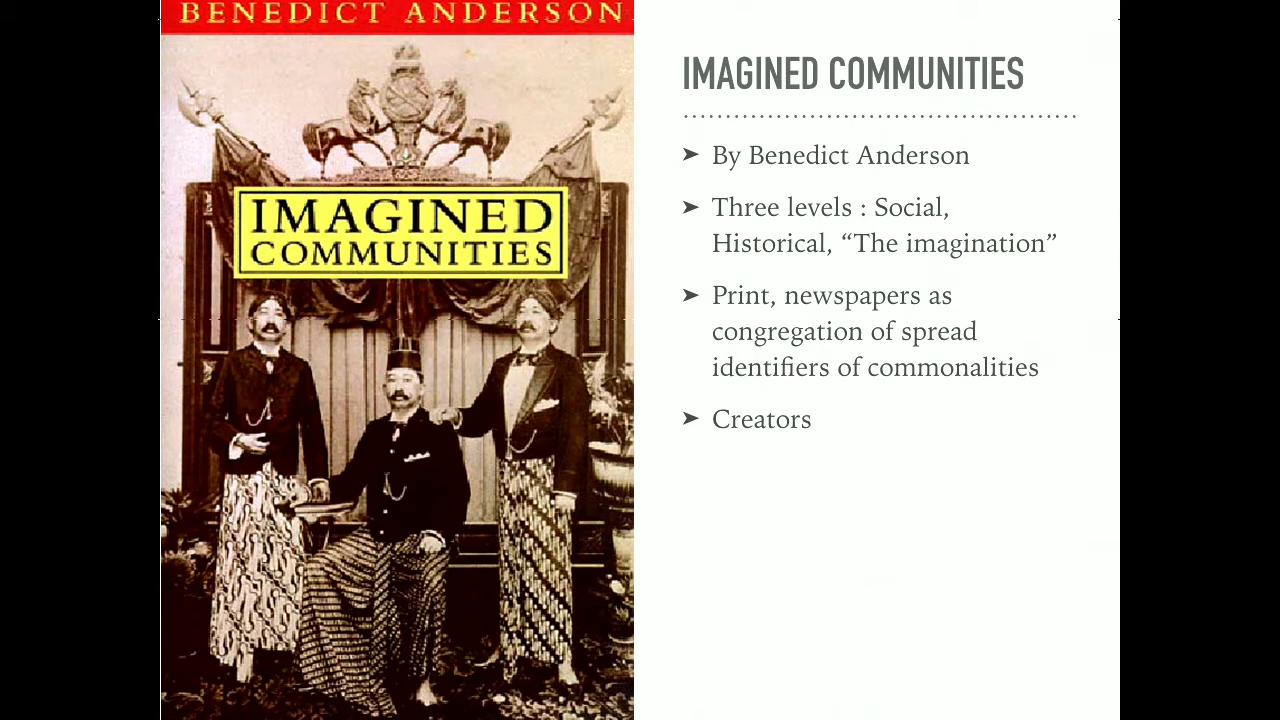 BENEDICT ANDERSON
IMAGINED
COMMUNITIES
IMAGINED COMMUNITIES
➤ By Benedict Anderson
➤ Three levels : Social,
Historical, “The imagination”
➤ Print, newspapers as
congregation of spread
identifiers of commonalities
➤ Creators